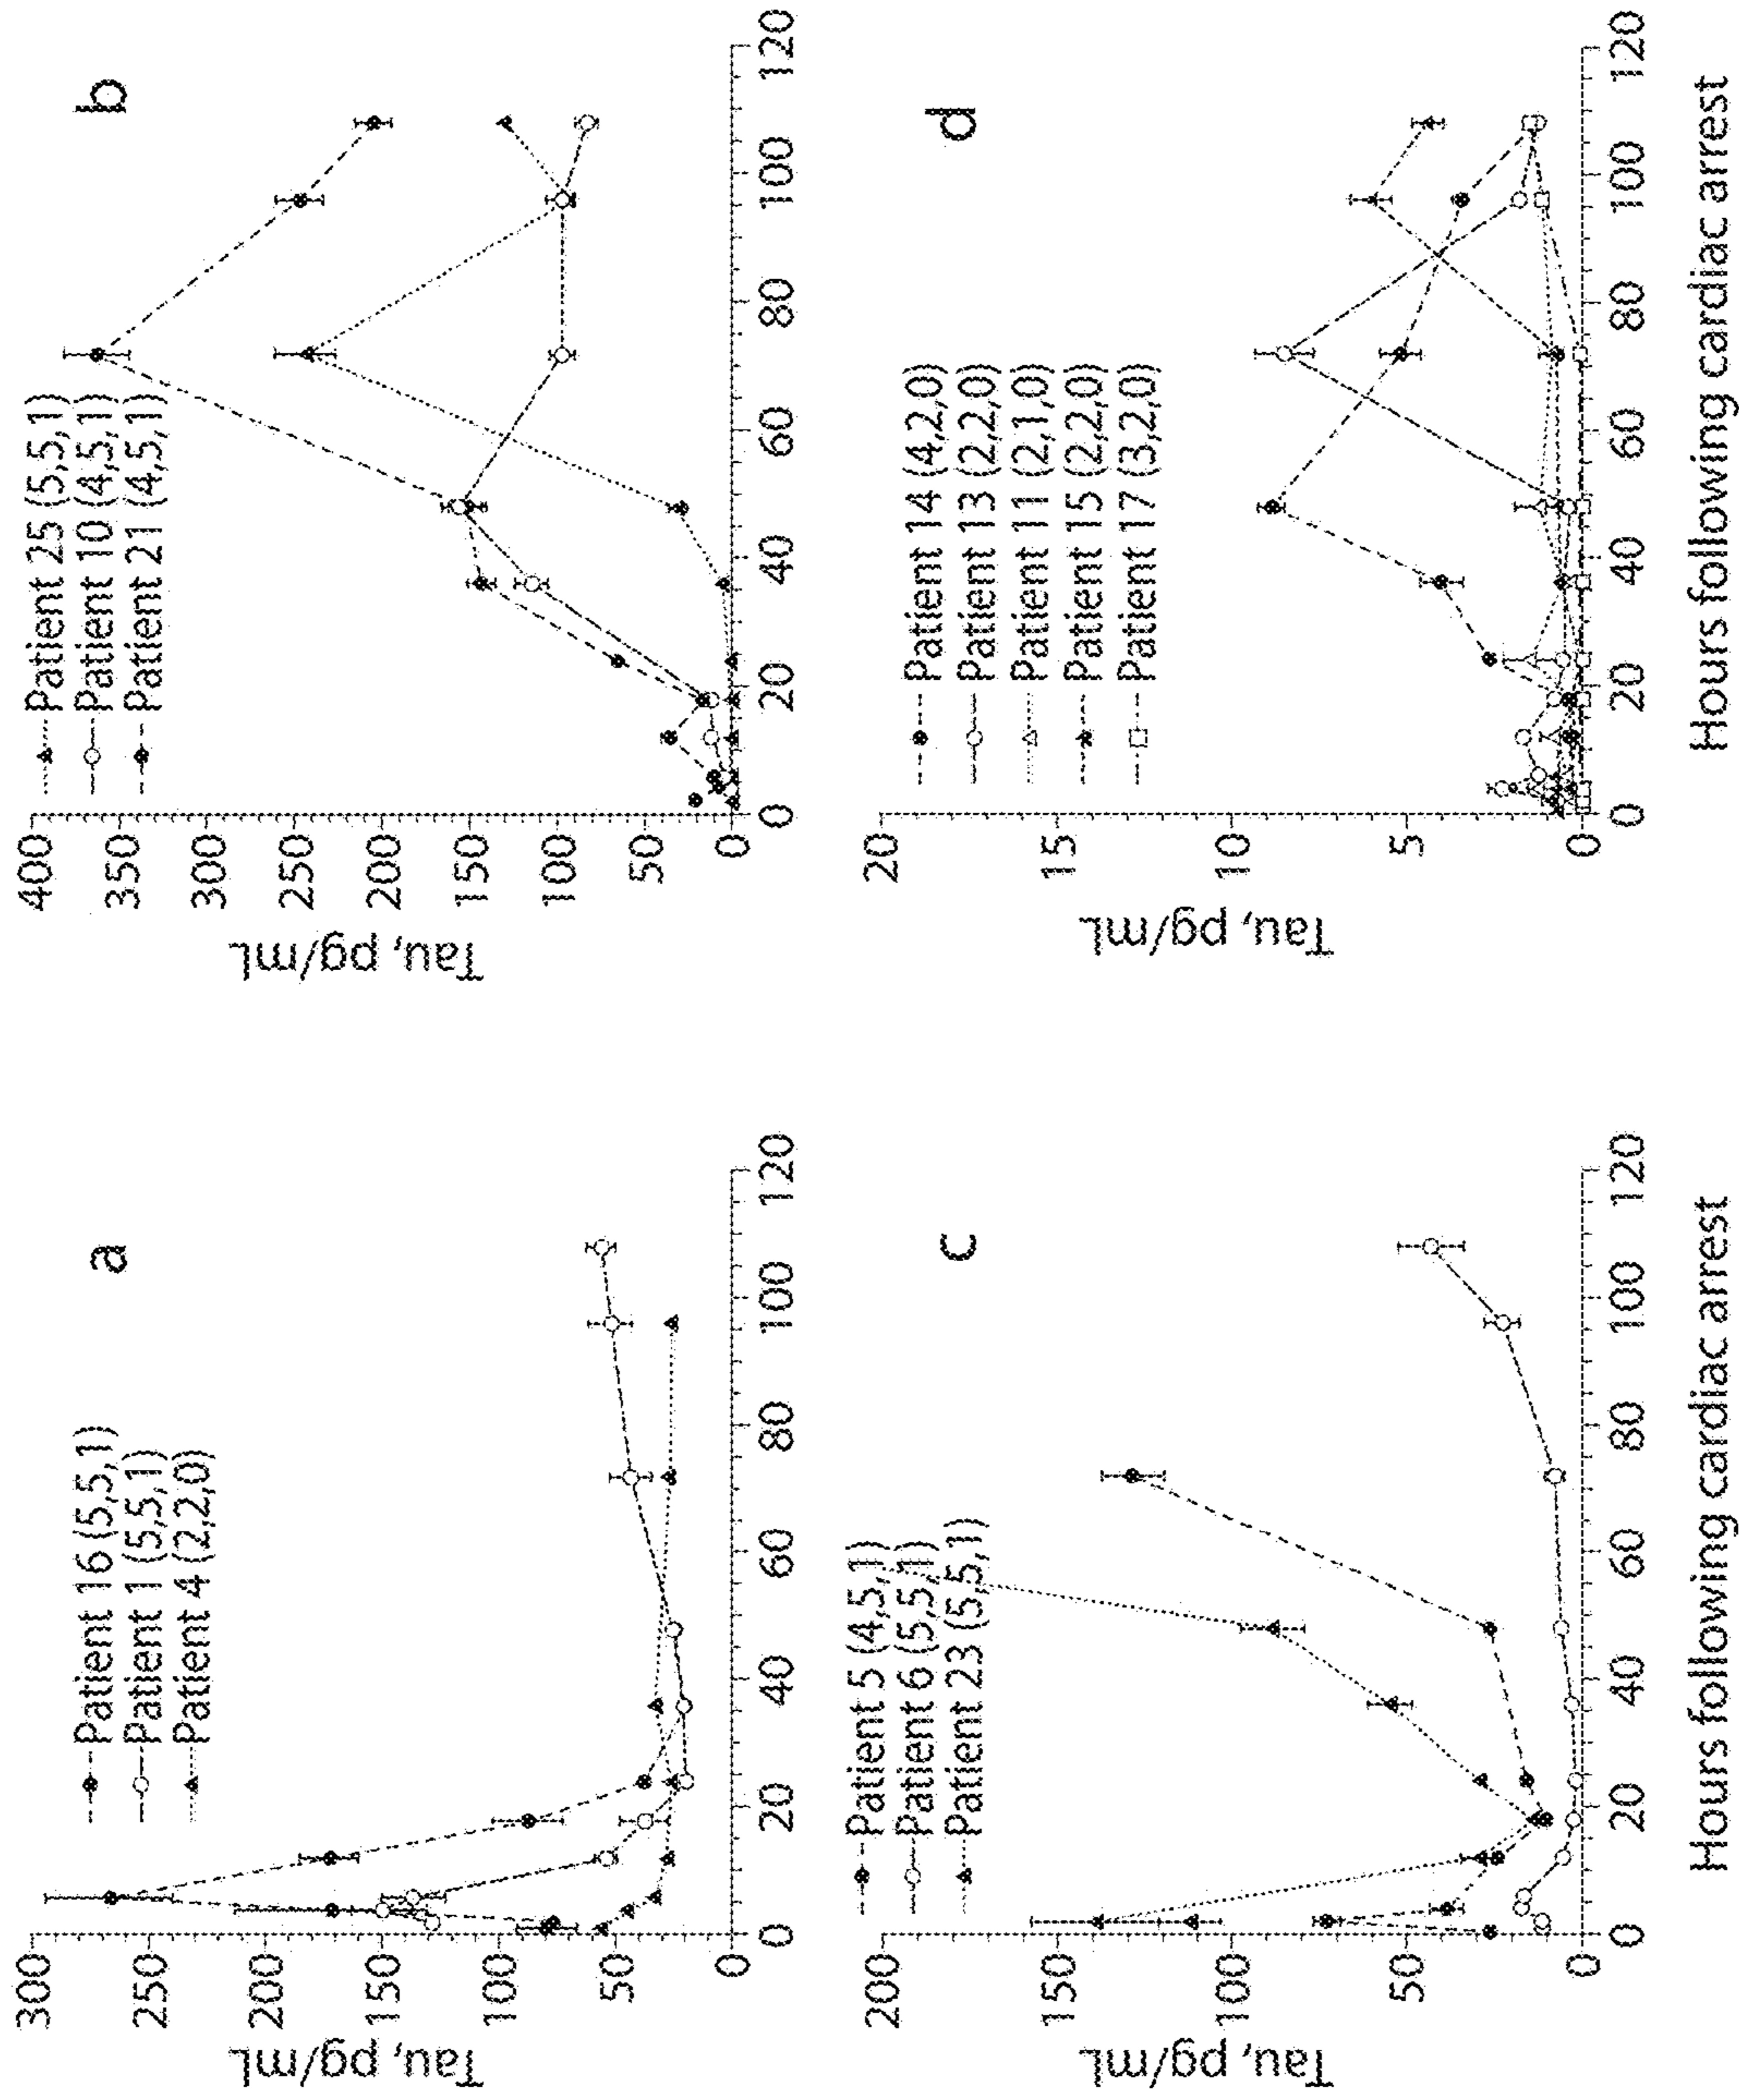 a
Patient 16 (5,5,1)
Patient 1 (5,5,1)
Patient 4 (2,2,0)
300
250
200
150
100
50
0
Tau, pg/mL
0 20 40 60 80 100 120
b
Patient 25 (5,5,1)
Patient 10 (4,5,1)
Patient 21 (4,5,1)
400
350
300
250
200
150
100
50
0
Tau, pg/mL
0 20 40 60 80 100 120
c
Patient 5 (4,5,1)
Patient 6 (5,5,1)
Patient 23 (5,5,1)
200
150
100
50
0
Tau, pg/mL
0 20 40 60 80 100 120
Hours following cardiac arrest
d
Patient 14 (4,2,0)
Patient 13 (2,2,0)
Patient 11 (2,1,0)
Patient 15 (2,2,0)
Patient 17 (3,2,0)
20
15
10
5
0
Tau, pg/mL
0 20 40 60 80 100 120
Hours following cardiac arrest